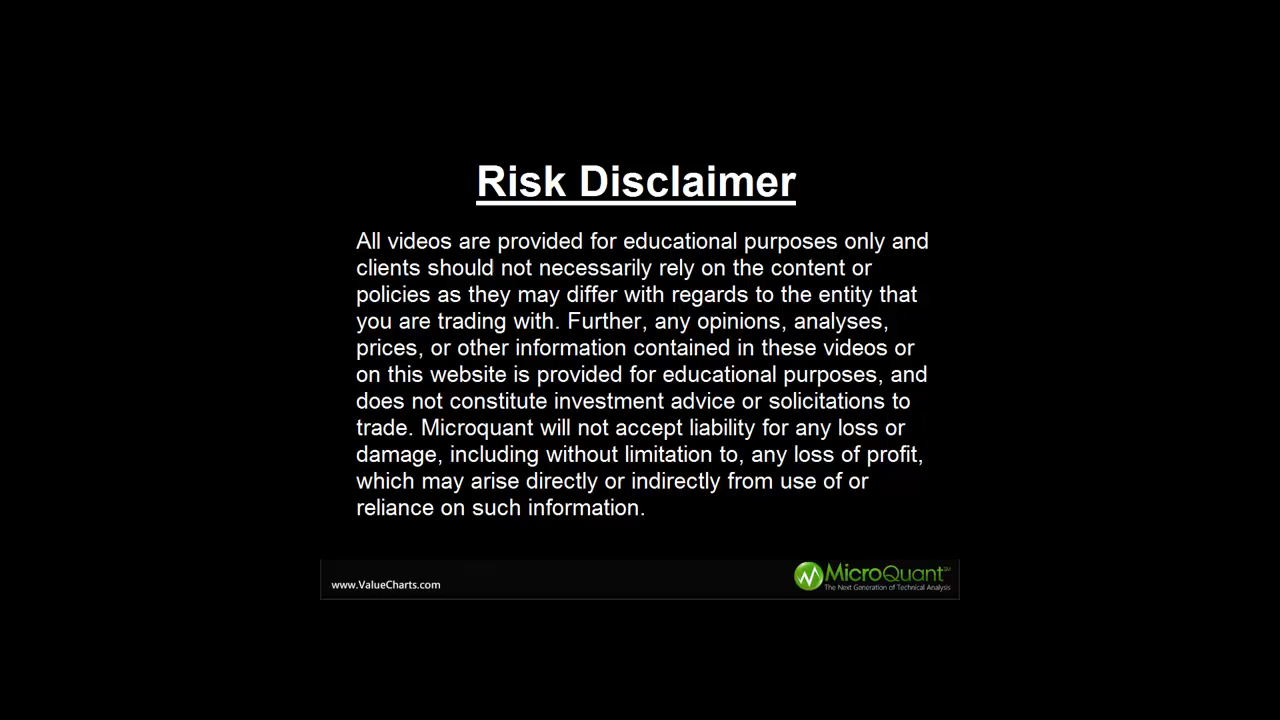 Risk Disclaimer
All videos are provided for educational purposes only and
clients should not necessarily rely on the content or
policies as they may differ with regards to the entity that
you are trading with. Further, any opinions, analyses,
prices, or other information contained in these videos or
on this website is provided for educational purposes, and
does not constitute investment advice or solicitations to
trade. Microquant will not accept liability for any loss or
damage, including without limitation to, any loss of profit,
which may arise directly or indirectly from use of or
reliance on such information.
www.ValueCharts.com
MicroQuant℠
The Next Generation of Technical Analysis